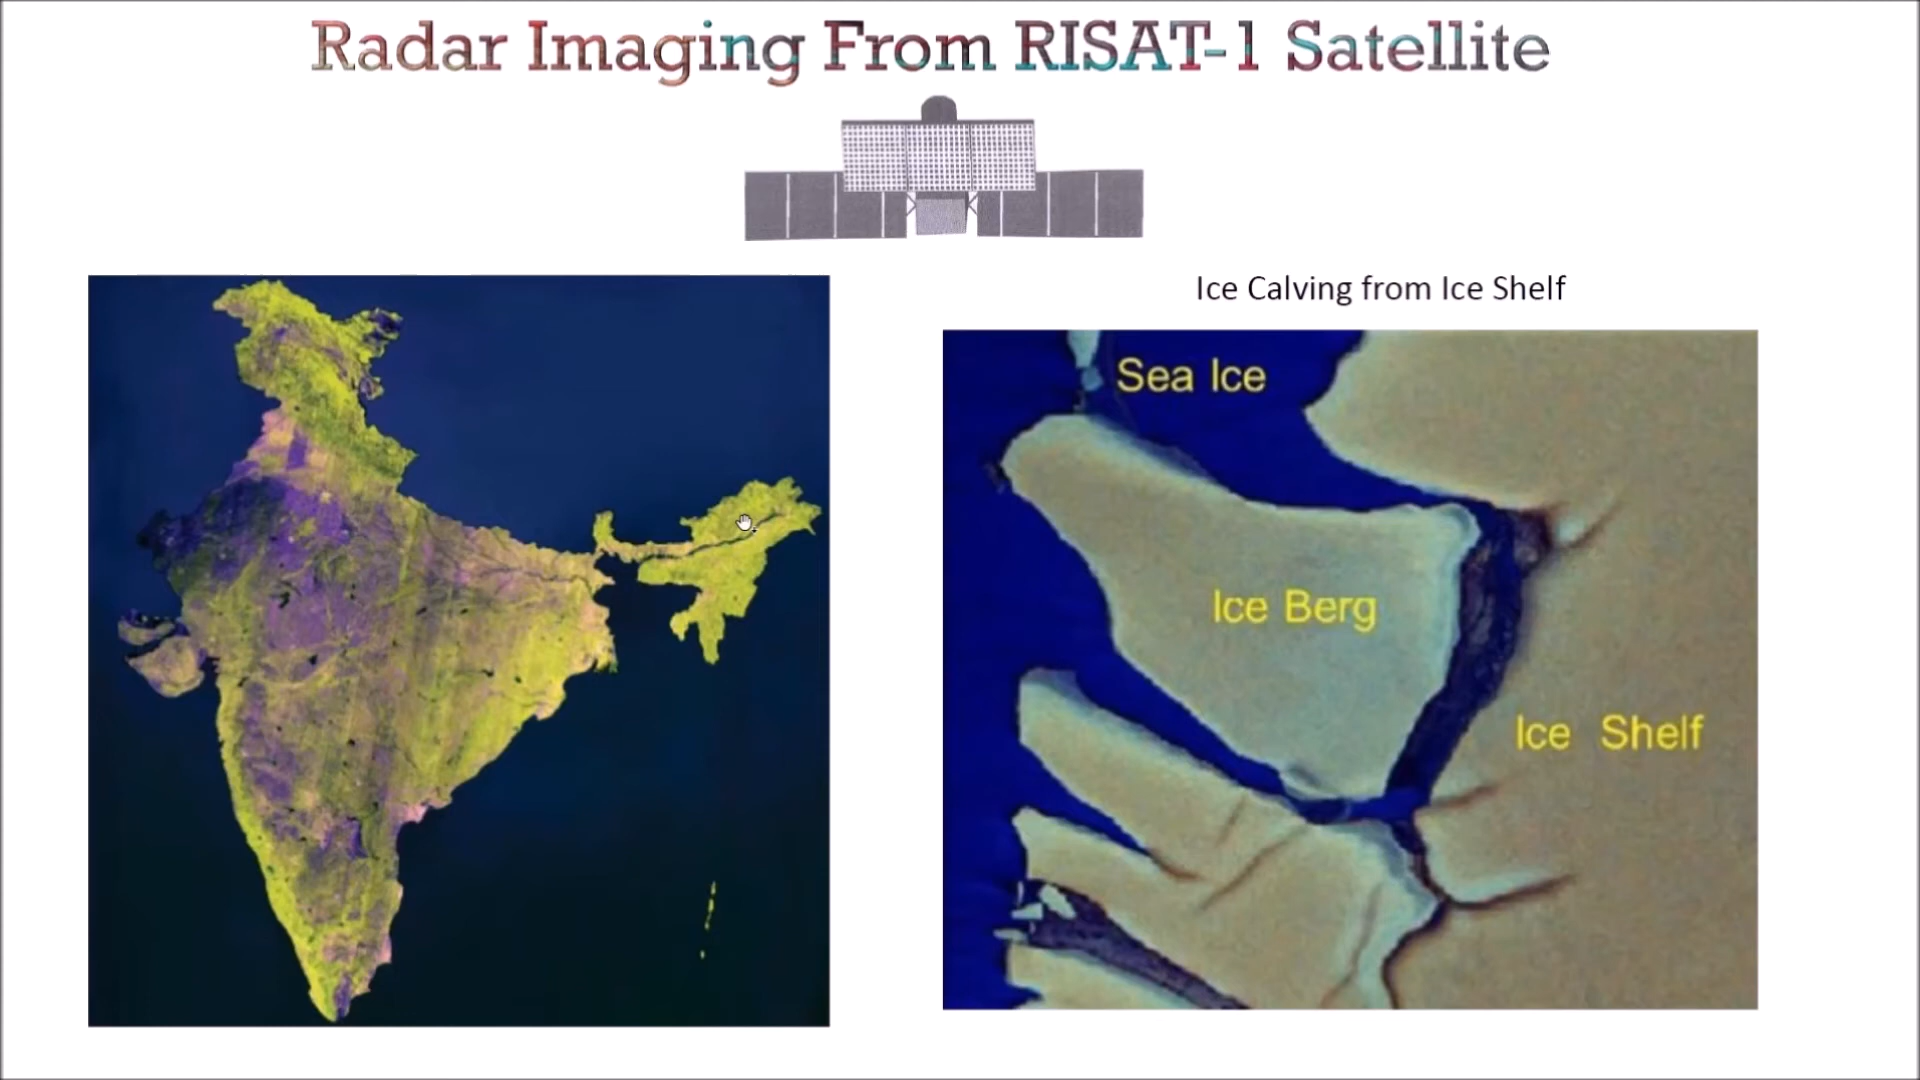 Radar Imaging From RISAT-1 Satellite
Ice Calving from Ice Shelf
Sea Ice
Ice Berg
Ice Shelf